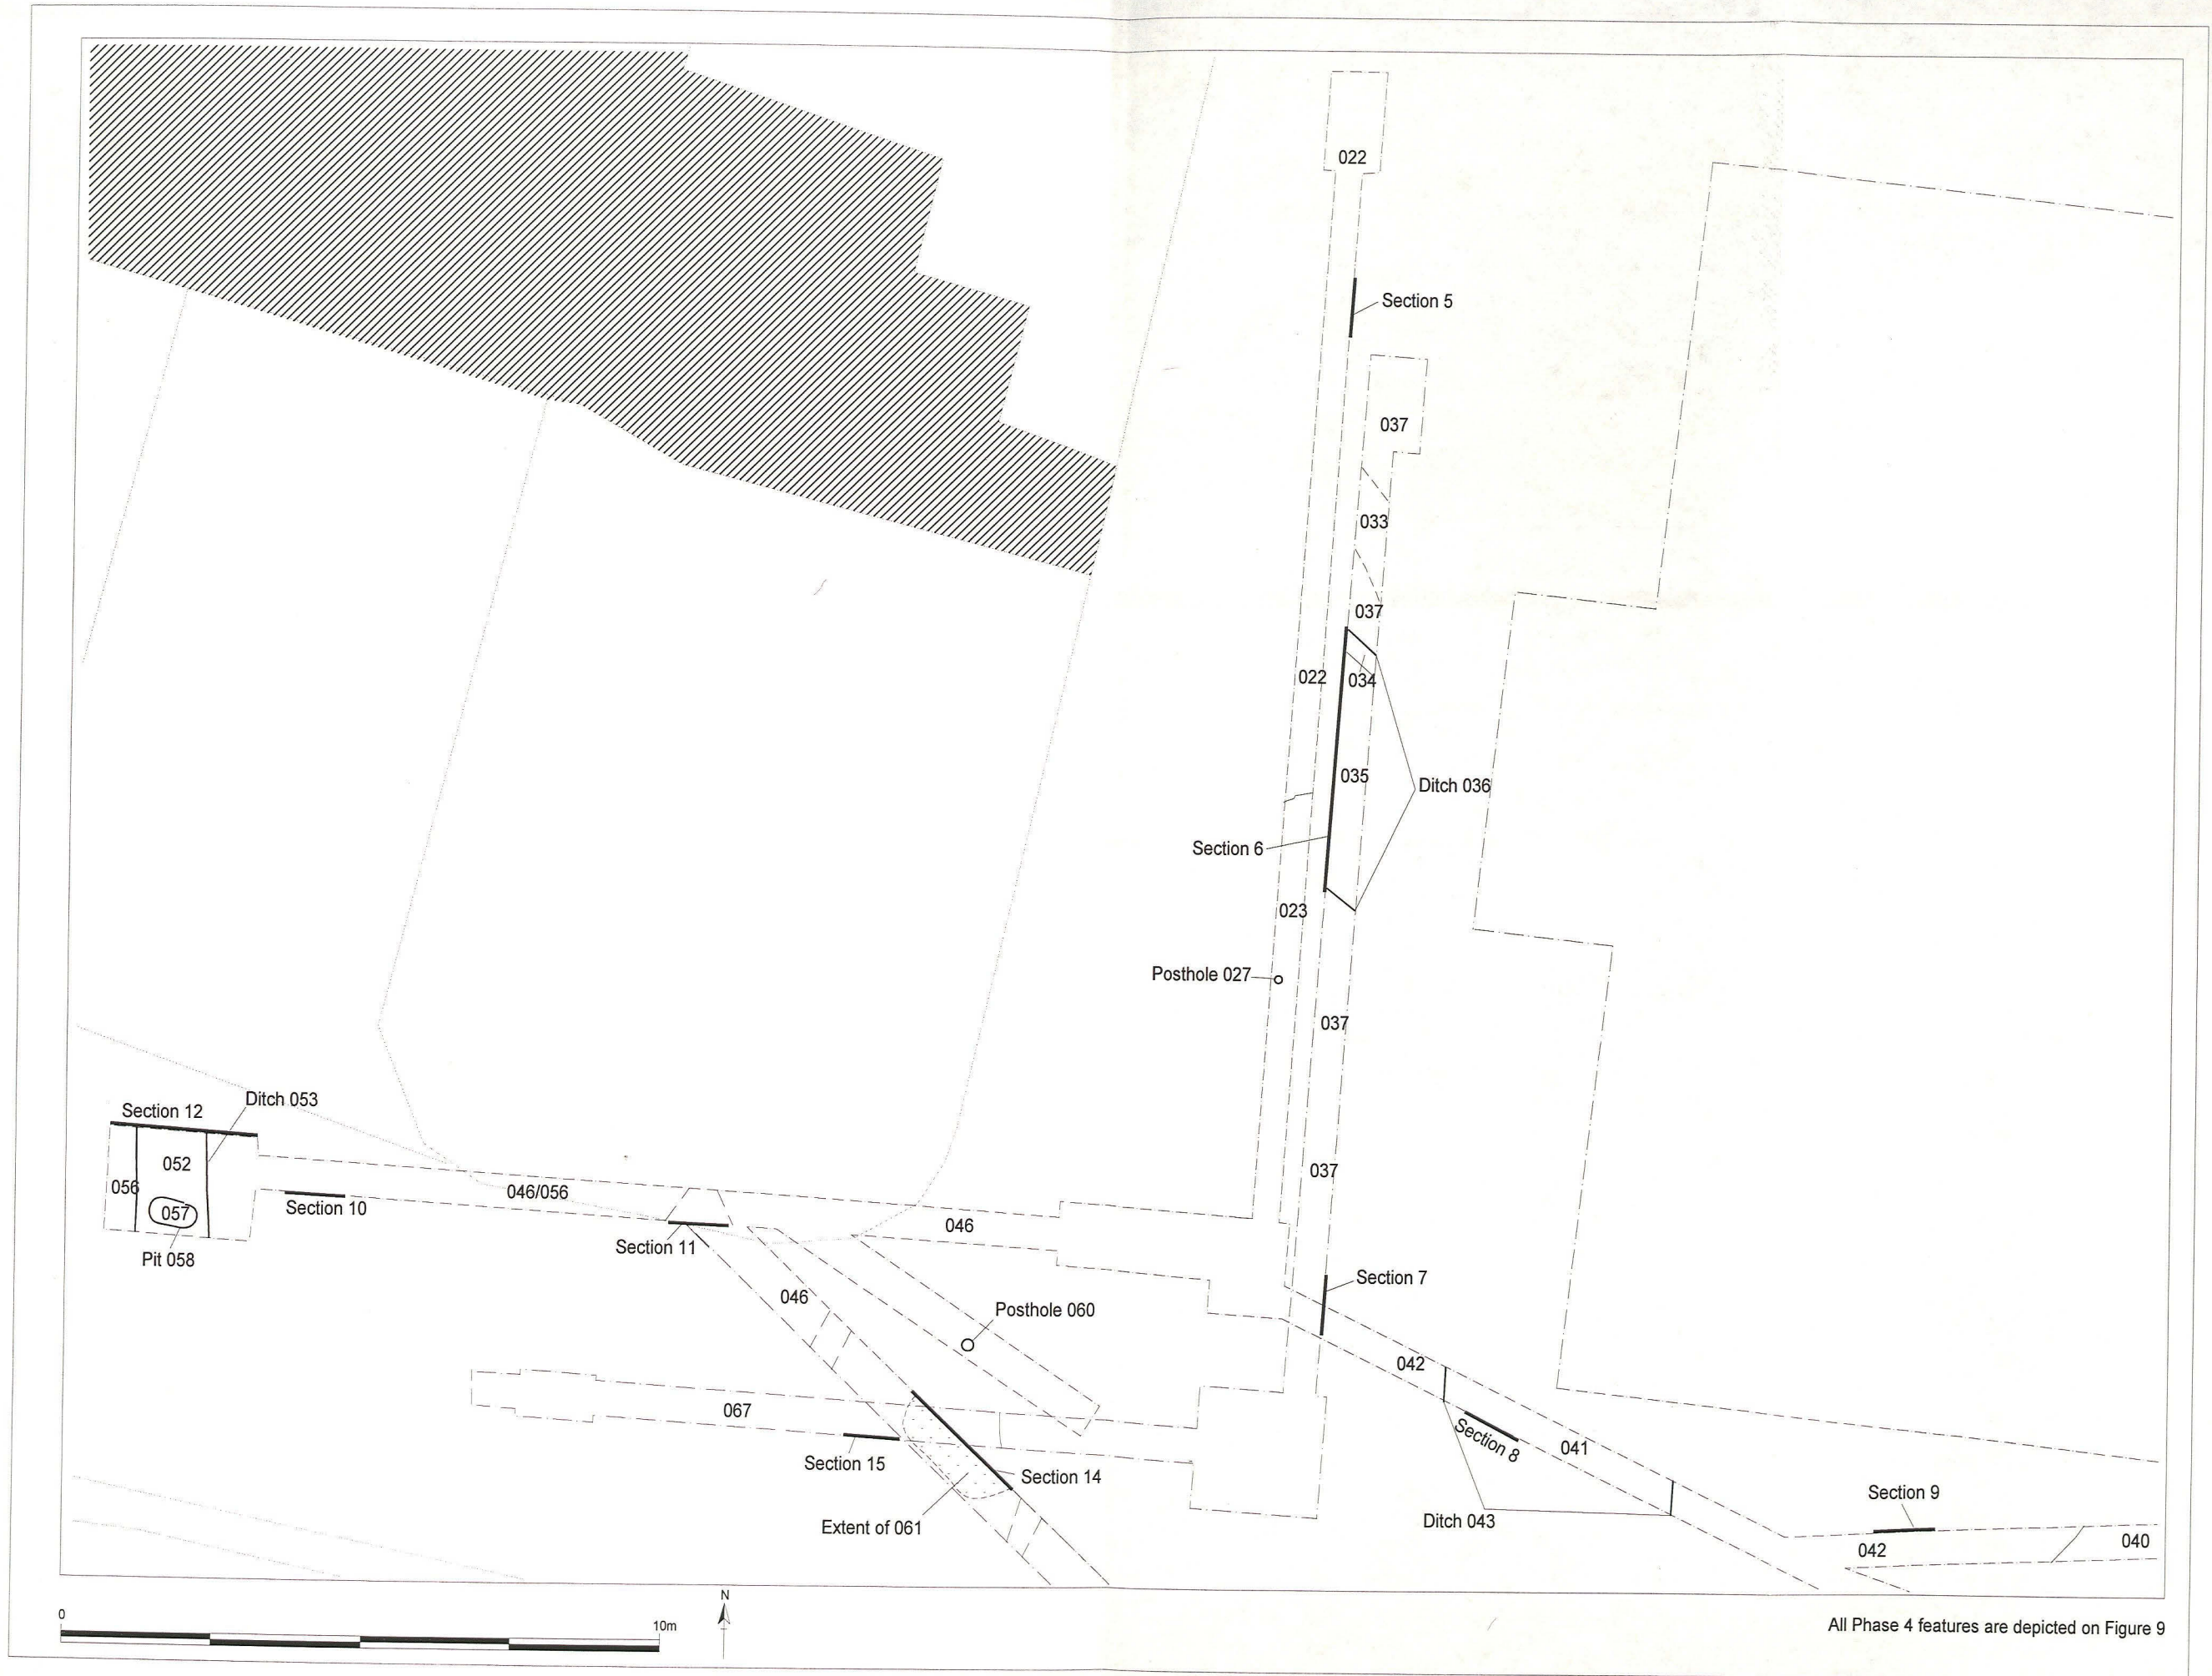 022
Section 5
037
033
037
022
034
035
Ditch 036
Section 6
023
Posthole 027
037
Ditch 053
Section 12
052
037
056
046/056
057
Section 10
046
Section 11
Pit 058
Section 7
046
Posthole 060
042
067
Section 8
041
Section 15
Section 14
Section 9
Extent of 061
Ditch 043
042
040
N
0
10m
All Phase 4 features are depicted on Figure 9